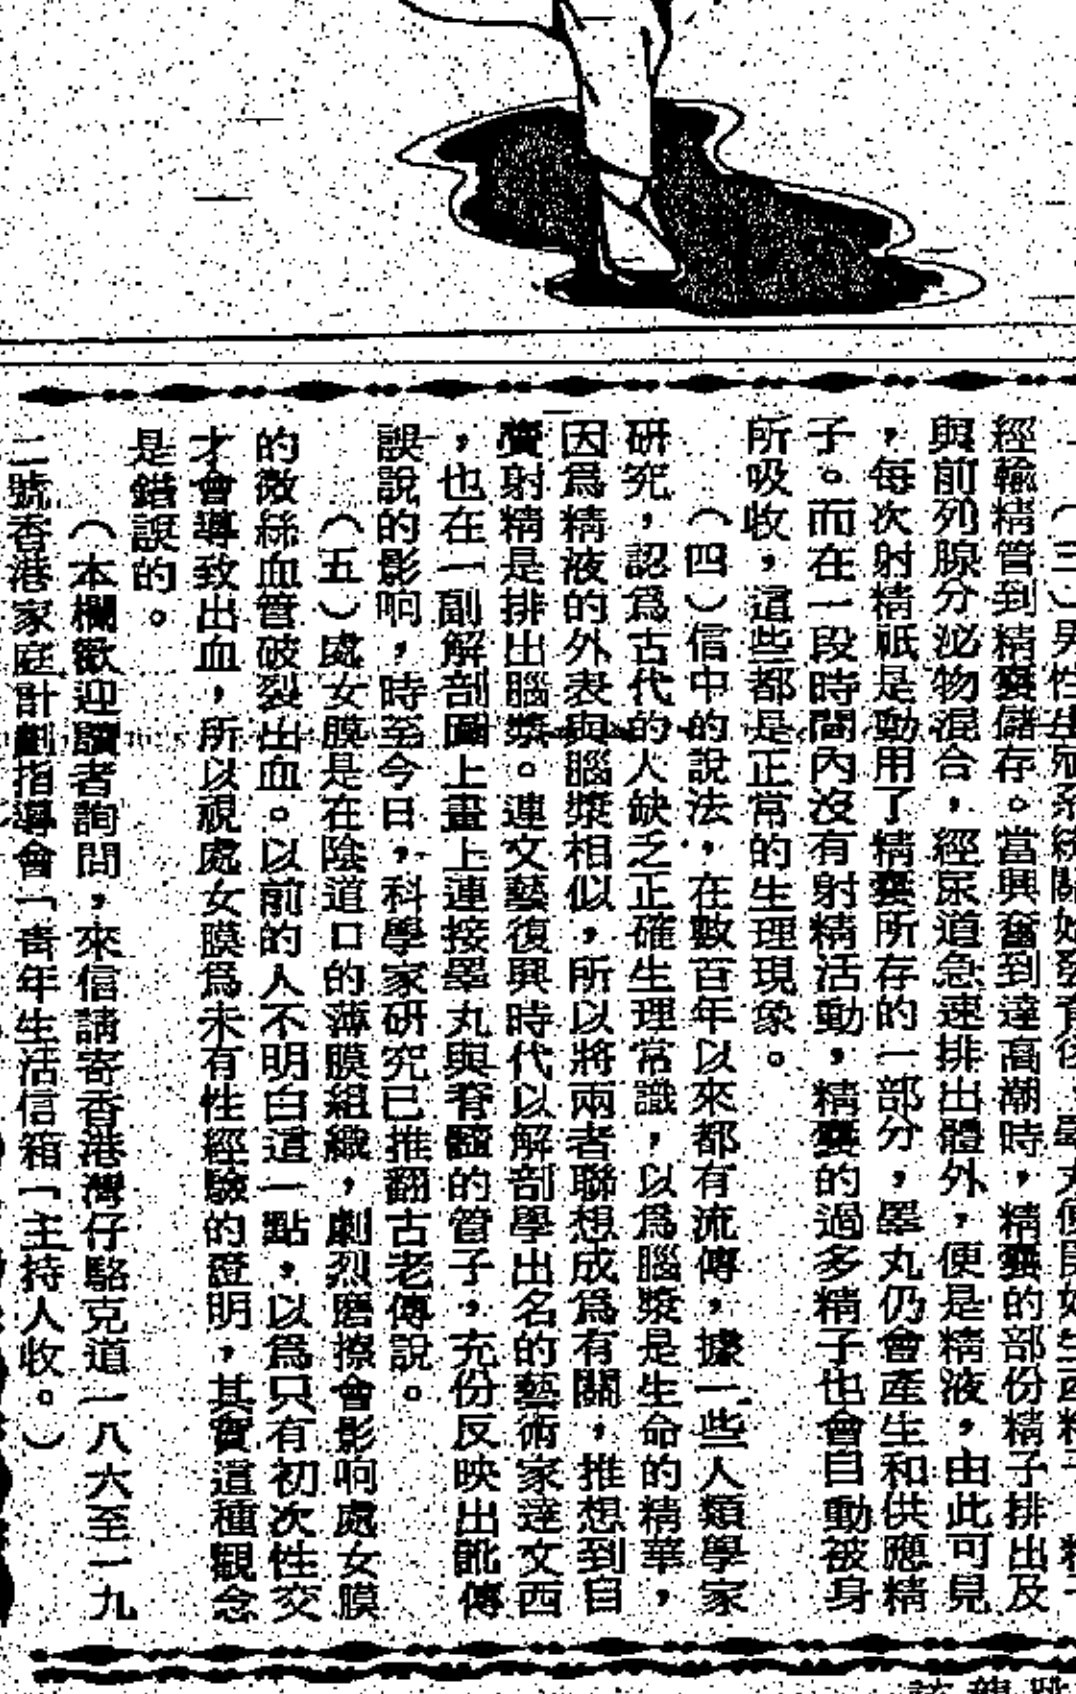 經輸精管到精囊儲存。當興奮到達高潮時，精囊的部份精子排出及
與前列腺分泌物混合，經尿道急速排出體外，便是精液，由此可見
，每次射精祇是動用了精囊所存的一部分，睪丸仍會產生和供應精
子。而在一段時間內沒有射精活動，精囊的過多精子也會自動被身
所吸收，這些都是正常的生理現象。
（四）信中的說法，在數百年以來都有流傳，據一些人類學家
研究，認爲古代的人缺乏正確生理常識，以爲腦漿是生命的精華，
因爲精液的外表與腦漿相似，所以將兩者聯想成爲有關，推想到自
凟射精是排出腦漿。連文藝復興時代以解剖學出名的藝術家達文西
，也在一副解剖圖上畫上連接睪丸與脊髓的管子，充份反映出訛傳
誤說的影响，時至今日，科學家研究已推翻古老傳說。
（五）處女膜是在陰道口的薄膜組織，劇烈磨擦會影响處女膜
的微絲血管破裂出血。以前的人不明白這一點，以爲只有初次性交
才會導致出血，所以視處女膜爲未有性經驗的證明，其實這種觀念
是錯誤的。
（本欄歡迎讀者詢問，來信請寄香港灣仔駱克道一八六至一九
二號香港家庭計劃指導會「靑年生活信箱「主持人收。）